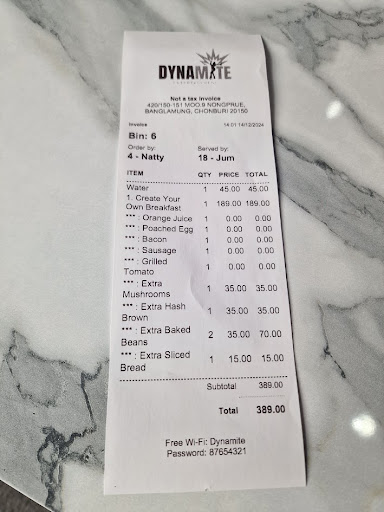 DYNAMITE
Not a tax invoice
420/150-151 MOO.9 NONGPRUE,
BANGLAMUNG, CHONBURI 20150
Invoice 14:01 14/12/2024
Bin: 6
Order by: Served by:
4 - Natty 18 - Jum
ITEM QTY PRICE TOTAL
Water 1 45.00 45.00
1. Create Your
Own Breakfast 1 189.00 189.00
*** : Orange Juice 1 0.00 0.00
*** : Poached Egg 1 0.00 0.00
*** : Bacon 1 0.00 0.00
*** : Sausage 1 0.00 0.00
*** : Grilled
Tomato 1 0.00 0.00
*** : Extra
Mushrooms 1 35.00 35.00
*** : Extra Hash
Brown 1 35.00 35.00
*** : Extra Baked
Beans 2 35.00 70.00
*** : Extra Sliced
Bread 1 15.00 15.00
Subtotal 389.00
Total 389.00
Free Wi-Fi: Dynamite
Password: 87654321